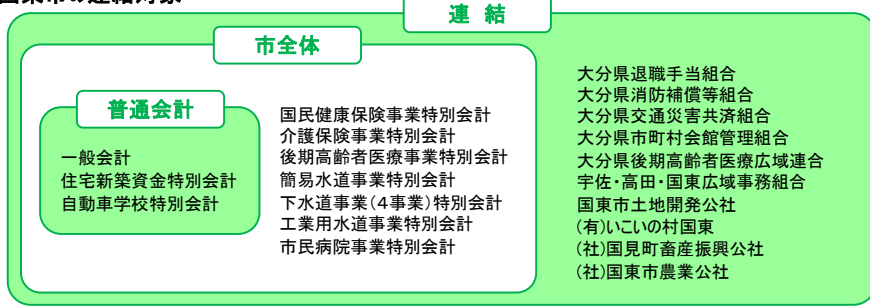 国東市の連結対象
連 結
市全体
普通会計
一般会計
住宅新築資金特別会計
自動車学校特別会計
国民健康保険事業特別会計
介護保険事業特別会計
後期高齢者医療事業特別会計
簡易水道事業特別会計
下水道事業(4事業)特別会計
工業用水道事業特別会計
市民病院事業特別会計
大分県退職手当組合
大分県消防補償等組合
大分県交通災害共済組合
大分県市町村会館管理組合
大分県後期高齢者医療広域連合
宇佐・高田・国東広域事務組合
国東市土地開発公社
(有)いこいの村国東
(社)国見町畜産振興公社
(社)国東市農業公社